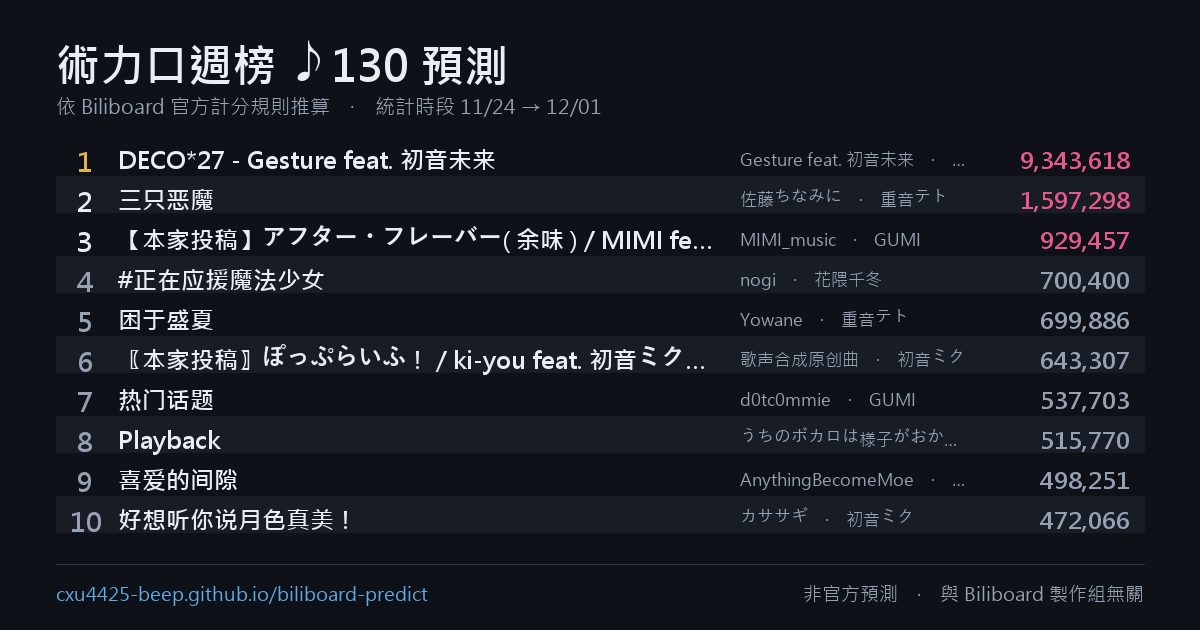 術力口週榜 ♪130 預測
依 Biliboard 官方計分規則推算 · 統計時段 11/24 → 12/01
1 DECO*27 - Gesture feat. 初音未来 Gesture feat. 初音未来 · … 9,343,618
2 三只恶魔 佐藤ちなみに · 重音テト 1,597,298
3 【本家投稿】アフター・フレーバー(余味) / MIMI fe… MIMI_music · GUMI 929,457
4 #正在应援魔法少女 nogi · 花隈千冬 700,400
5 困于盛夏 Yowane · 重音テト 699,886
6 〖本家投稿〗ぽっぷらいふ！ / ki-you feat. 初音ミク… 歌声合成原创曲 · 初音ミク 643,307
7 热门话题 d0tc0mmie · GUMI 537,703
8 Playback うちのボカロは様子がおか… 515,770
9 喜爱的间隙 AnythingBecomeMoe · … 498,251
10 好想听你说月色真美！ カササギ · 初音ミク 472,066
cxu4425-beep.github.io/biliboard-predict 非官方預測 · 與 Biliboard 製作組無關